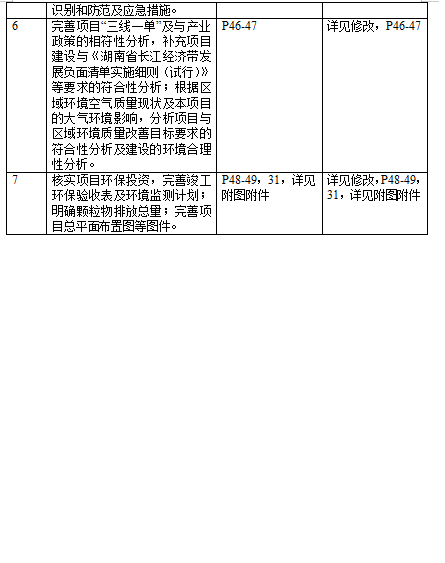 识别和防范及应急措施。
6 完善项目“三线一单”及与产业 P46-47 详见修改，P46-47
政策的相符性分析，补充项目
建设与《湖南省长江经济带发
展负面清单实施细则（试行）》
等要求的符合性分析；根据区
域环境空气质量现状及本项目
的大气环境影响，分析项目与
区域环境质量改善目标要求的
符合性分析及建设的环境合理
性分析。
7 核实项目环保投资，完善竣工 P48-49，31，详见 详见修改,P48-49，
环保验收表及环境监测计划； 附图附件 31，详见附图附件
明确颗粒物排放总量；完善项
目总平面布置图等图件。